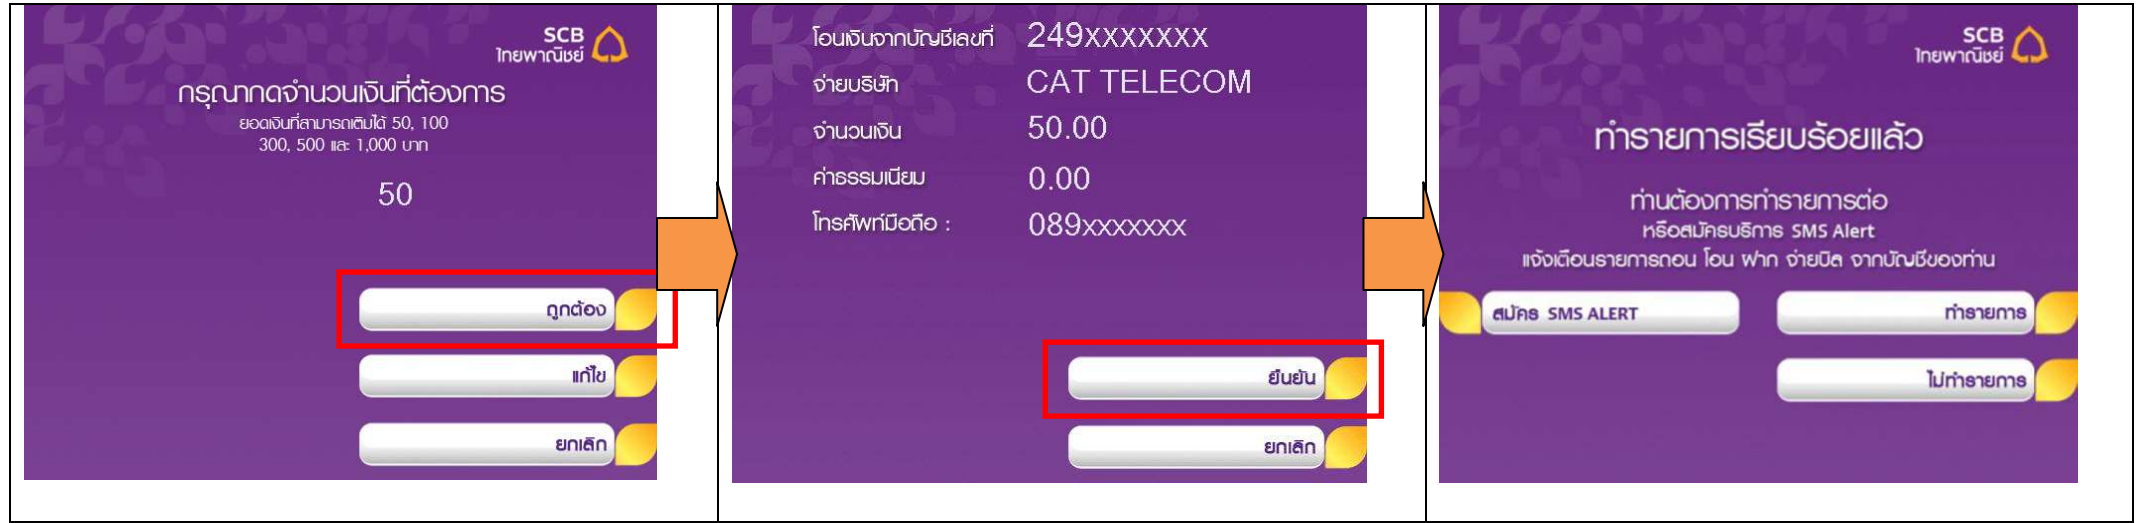 SCB
ไทยพาณิชย์
กรุณากดจำนวนเงินที่ต้องการ
ยอดเงินที่สามารถเติมได้ 50, 100
300, 500 และ 1,000 บาท
50
ถูกต้อง
แก้ไข
ยกเลิก
โอนเงินจากบัญชีเลขที่ 249xxxxxxx
จ่ายบริษัท CAT TELECOM
จำนวนเงิน 50.00
ค่าธรรมเนียม 0.00
โทรศัพท์มือถือ : 089xxxxxxx
ยืนยัน
ยกเลิก
SCB
ไทยพาณิชย์
ทำรายการเรียบร้อยแล้ว
ท่านต้องการทำรายการต่อ
หรือสมัครบริการ SMS Alert
แจ้งเตือนรายการถอน โอน ฝาก จ่ายบิล จากบัญชีของท่าน
สมัคร SMS ALERT
ทำรายการ
ไม่ทำรายการ